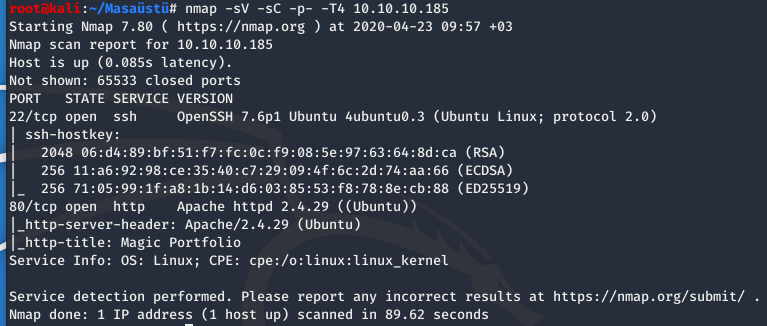 root@kali:~/Masaüstü# nmap -sV -sC -p- -T4 10.10.10.185
Starting Nmap 7.80 ( https://nmap.org ) at 2020-04-23 09:57 +03
Nmap scan report for 10.10.10.185
Host is up (0.085s latency).
Not shown: 65533 closed ports
PORT   STATE SERVICE VERSION
22/tcp open  ssh     OpenSSH 7.6p1 Ubuntu 4ubuntu0.3 (Ubuntu Linux; protocol 2.0)
| ssh-hostkey:
|   2048 06:d4:89:bf:51:f7:fc:0c:f9:08:5e:97:63:64:8d:ca (RSA)
|   256 11:a6:92:98:ce:35:40:c7:29:09:4f:6c:2d:74:aa:66 (ECDSA)
|_  256 71:05:99:1f:a8:1b:14:d6:03:85:53:f8:78:8e:cb:88 (ED25519)
80/tcp open  http    Apache httpd 2.4.29 ((Ubuntu))
|_http-server-header: Apache/2.4.29 (Ubuntu)
|_http-title: Magic Portfolio
Service Info: OS: Linux; CPE: cpe:/o:linux:linux_kernel

Service detection performed. Please report any incorrect results at https://nmap.org/submit/ .
Nmap done: 1 IP address (1 host up) scanned in 89.62 seconds